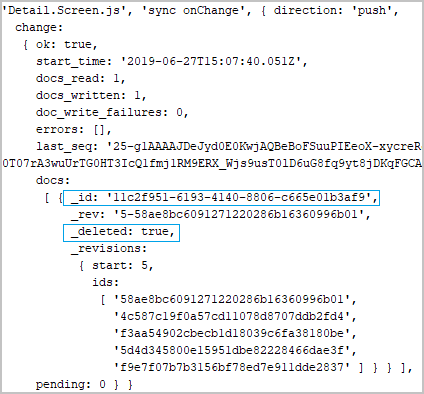 'Detail.Screen.js', 'sync onChange', { direction: 'push',
change:
{ ok: true,
start_time: '2019-06-27T15:07:40.051Z',
docs_read: 1,
docs_written: 1,
doc_write_failures: 0,
errors: [],
last_seq: '25-g1AAAAJDeJyd0E0KwjAQBeBoFSuuPIEeoX-xycreR
0T07rA3wuUrTG0HT3IcQ1fmj1RM9ERX_Wjs9usT01D6uG8fq9yt8jDKqFGCA
docs:
[ { _id: '11c2f951-6193-4140-8806-c665e01b3af9',
_rev: '5-58ae8bc6091271220286b16360996b01',
_deleted: true,
_revisions:
{ start: 5,
ids:
[ '58ae8bc6091271220286b16360996b01',
'4c587c19f0a57cd11078d8707ddb2fd4',
'f3aa54902cbecb1d18039c6fa38180be',
'5d4d345800e15951dbe82228466dae3f',
'f9e7f07b7b3156bf78ed7e911dde2837' ] } } ],
pending: 0 } }